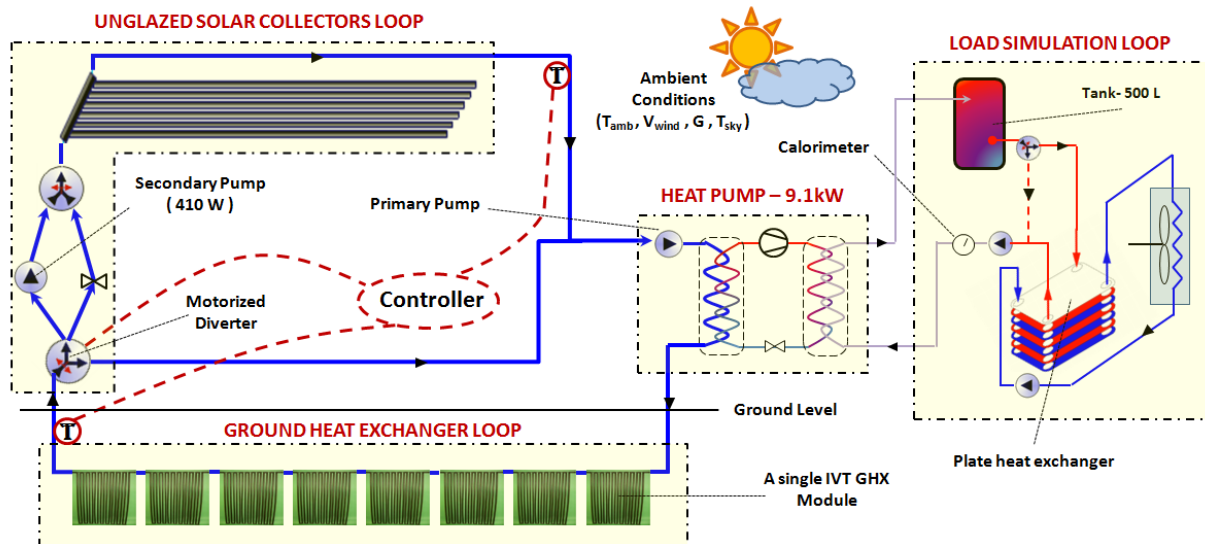 UNGLAZED SOLAR COLLECTORS LOOP
T
Secondary Pump
( 410 W )
Motorized
Diverter
Controller
Ambient
Conditions
(Tamb , Vwind , G , Tsky )
Primary Pump
HEAT PUMP – 9.1kW
LOAD SIMULATION LOOP
Tank- 500 L
Calorimeter
Plate heat exchanger
Ground Level
T
GROUND HEAT EXCHANGER LOOP
A single IVT GHX
Module